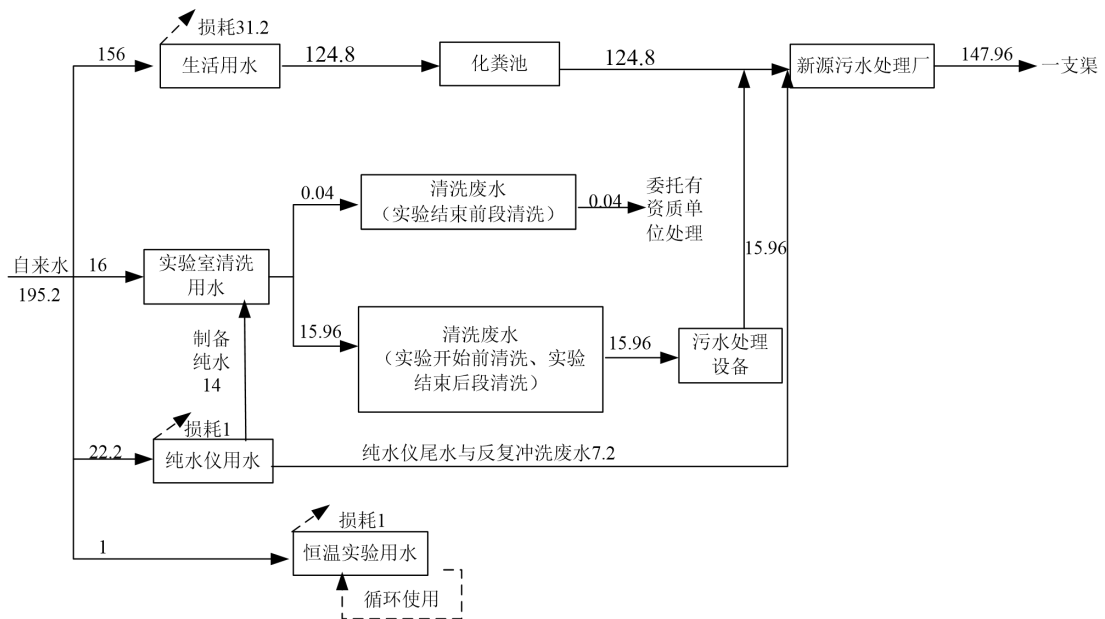 损耗31.2
156
生活用水
124.8
化粪池
124.8
新源污水处理厂
147.96
一支渠
0.04
清洗废水
（实验结束前段清洗）
0.04
委托有
资质单
位处理
15.96
自来水
195.2
16
实验室清洗
用水
15.96
清洗废水
（实验开始前清洗、实验
结束后段清洗）
15.96
污水处理
设备
制备
纯水
14
损耗1
22.2
纯水仪用水
纯水仪尾水与反复冲洗废水7.2
损耗1
1
恒温实验用水
循环使用